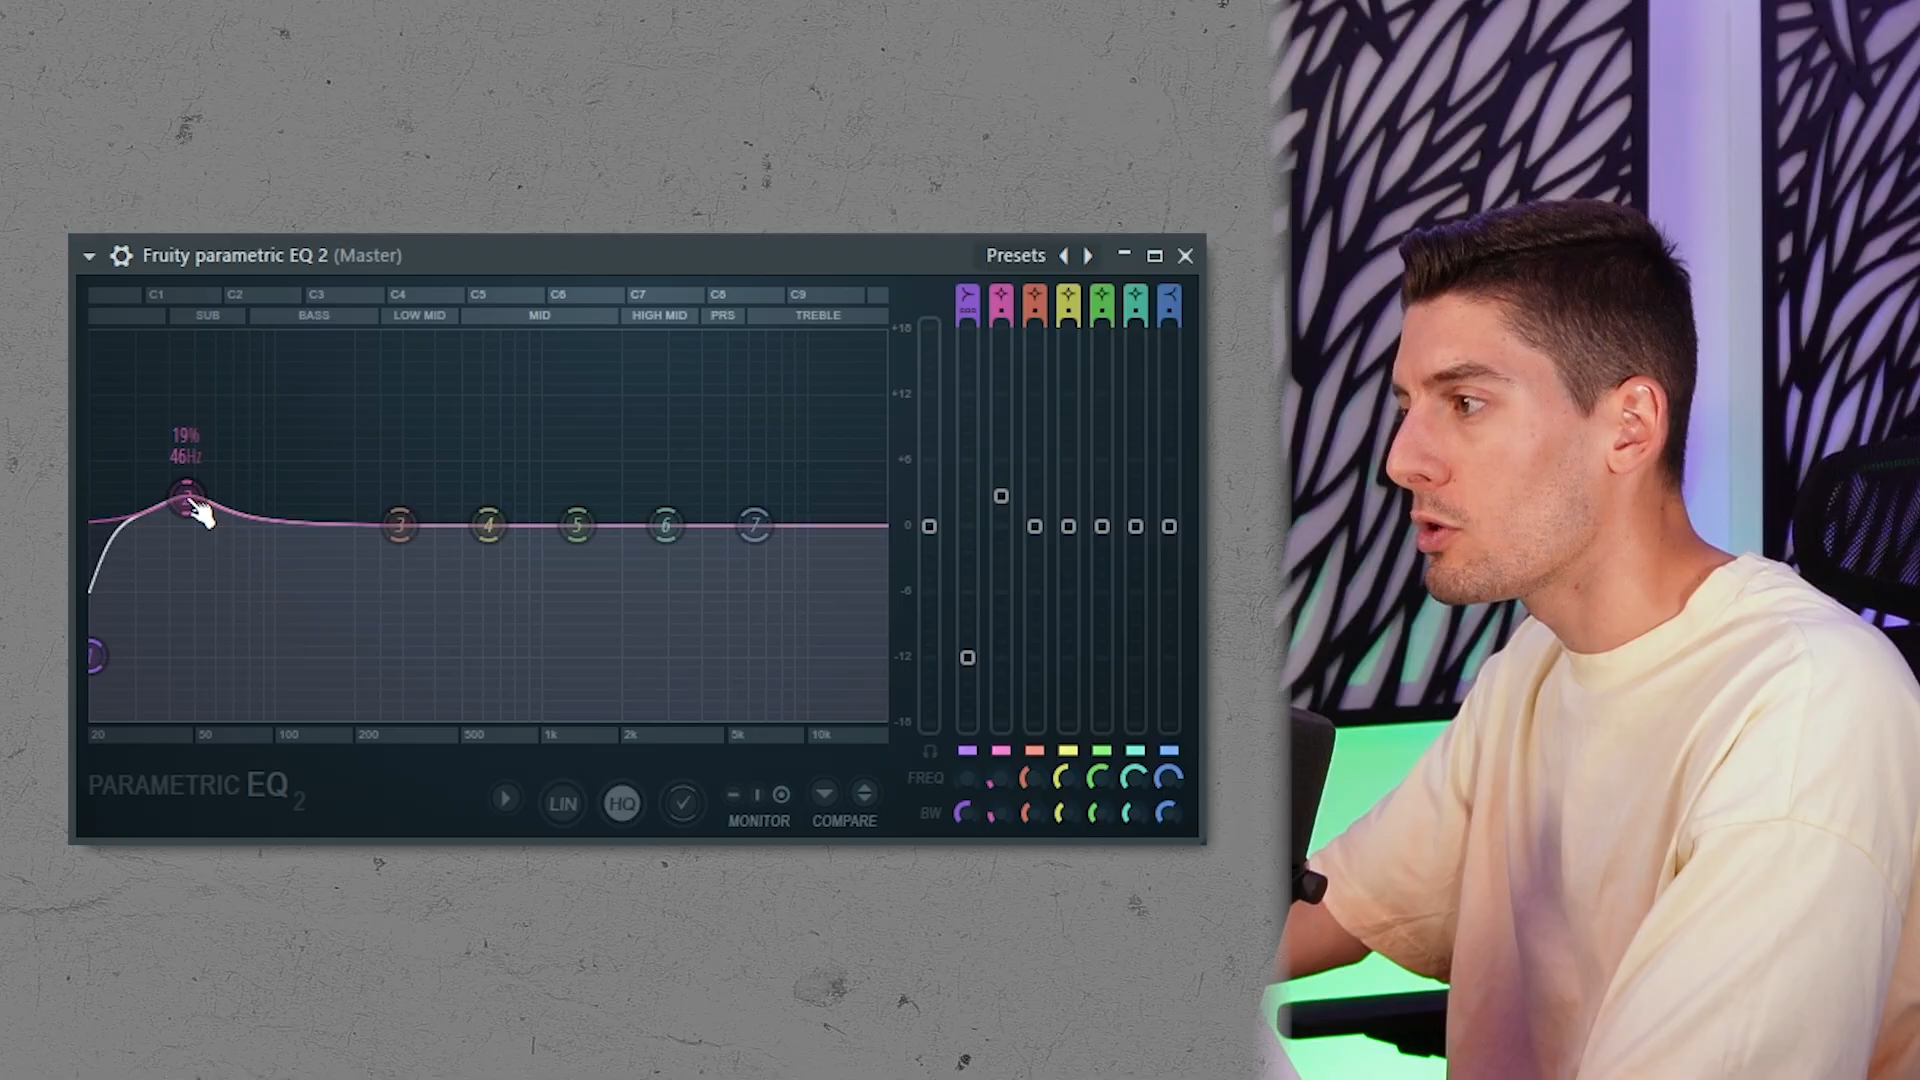 Fruity parametric EQ 2 (Master)
Presets
C1 C2 C3 C4 C5 C6 C7 C8 C9
SUB BASS LOW MID MID HIGH MID PRS TREBLE
+18
+12
19%
46Hz
+6
3 4 5 6 7
0
-6
1
-12
-18
20 50 100 200 500 1k 2k 5k 10k
FREQ
PARAMETRIC EQ 2
LIN HQ
BW
MONITOR COMPARE